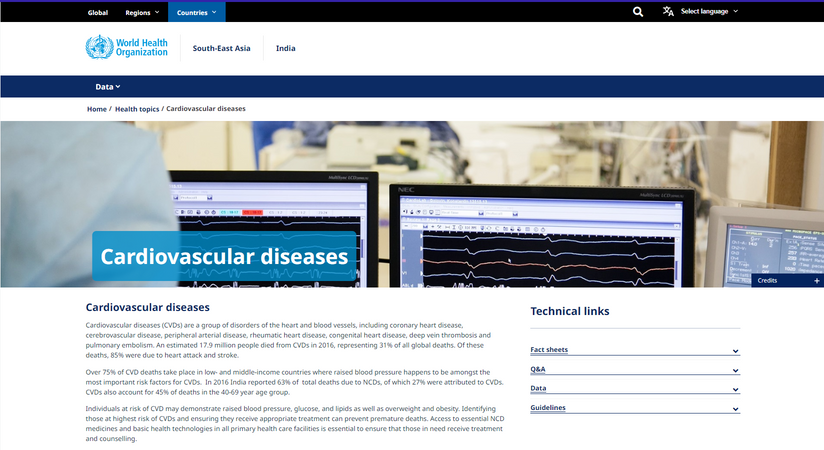 Global Regions Countries Select language
World Health
Organization
South-East Asia India
Data
Home / Health topics / Cardiovascular diseases
MultiSync LCD
NEC
Cardiovascular diseases
Credits +
Cardiovascular diseases
Cardiovascular diseases (CVDs) are a group of disorders of the heart and blood vessels, including coronary heart disease,
cerebrovascular disease, peripheral arterial disease, rheumatic heart disease, congenital heart disease, deep vein thrombosis and
pulmonary embolism. An estimated 17.9 million people died from CVDs in 2016, representing 31% of all global deaths. Of these
deaths, 85% were due to heart attack and stroke.
Over 75% of CVD deaths take place in low- and middle-income countries where raised blood pressure happens to be amongst the
most important risk factors for CVDs. In 2016 India reported 63% of total deaths due to NCDs, of which 27% were attributed to CVDs.
CVDs also account for 45% of deaths in the 40-69 year age group.
Individuals at risk of CVD may demonstrate raised blood pressure, glucose, and lipids as well as overweight and obesity. Identifying
those at highest risk of CVDs and ensuring they receive appropriate treatment can prevent premature deaths. Access to essential NCD
medicines and basic health technologies in all primary health care facilities is essential to ensure that those in need receive treatment
and counselling.
Technical links
Fact sheets
Q&A
Data
Guidelines